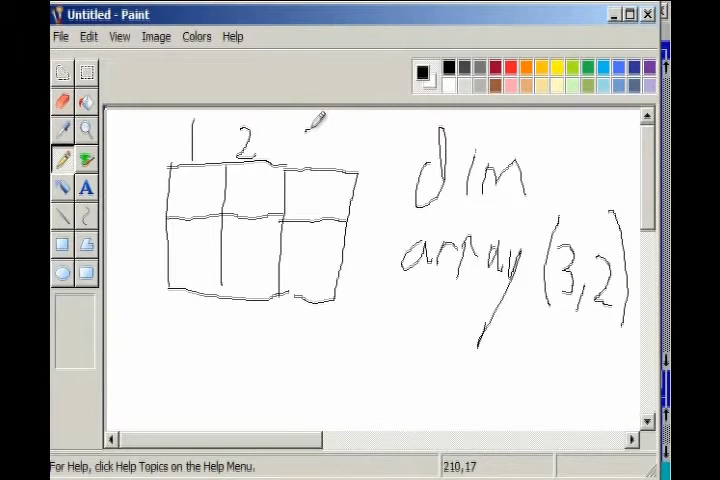 Untitled - Paint
File Edit View Image Colors Help
1 2
dim
array (3,2)
For Help, click Help Topics on the Help Menu.
210,17